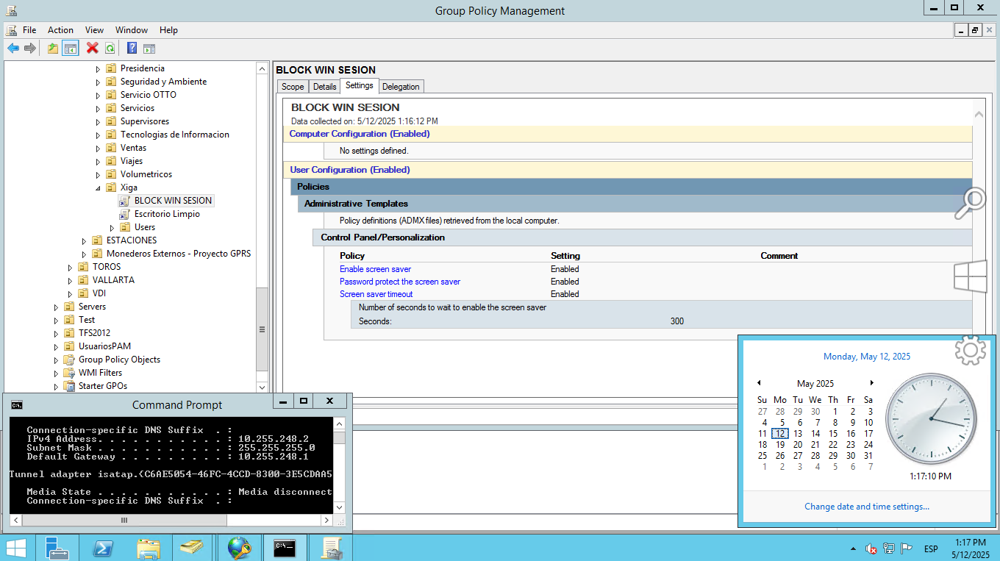 Group Policy Management
File Action View Window Help
Presidencia
Seguridad y Ambiente
Servicio OTTO
Servicios
Supervisores
Tecnologias de Informacion
Ventas
Viajes
Volumetricos
Xiga
BLOCK WIN SESION
Escritorio Limpio
Users
ESTACIONES
Monederos Externos - Proyecto GPRS
TOROS
VALLARTA
VDI
Servers
Test
TFS2012
UsuariosPAM
Group Policy Objects
WMI Filters
Starter GPOs
BLOCK WIN SESION
Scope Details Settings Delegation
BLOCK WIN SESION
Data collected on: 5/12/2025 1:16:12 PM
Computer Configuration (Enabled)
No settings defined.
User Configuration (Enabled)
Policies
Administrative Templates
Policy definitions (ADMX files) retrieved from the local computer.
Control Panel/Personalization
Policy Setting Comment
Enable screen saver Enabled
Password protect the screen saver Enabled
Screen saver timeout Enabled
Number of seconds to wait to enable the screen saver
Seconds: 300
Command Prompt
Connection-specific DNS Suffix . :
IPv4 Address. . . . . . . . . . . : 10.255.248.2
Subnet Mask . . . . . . . . . . . : 255.255.255.0
Default Gateway . . . . . . . . . : 10.255.248.1
Tunnel adapter isatap.{C6AE5054-46FC-4CCD-8300-3E5CDAA5
Media State . . . . . . . . . . . : Media disconnect
Connection-specific DNS Suffix . :
Monday, May 12, 2025
May 2025
Su Mo Tu We Th Fr Sa
27 28 29 30 1 2 3
4 5 6 7 8 9 10
11 12 13 14 15 16 17
18 19 20 21 22 23 24
25 26 27 28 29 30 31
1 2 3 4 5 6 7
1:17:10 PM
Change date and time settings...
ESP
1:17 PM
5/12/2025